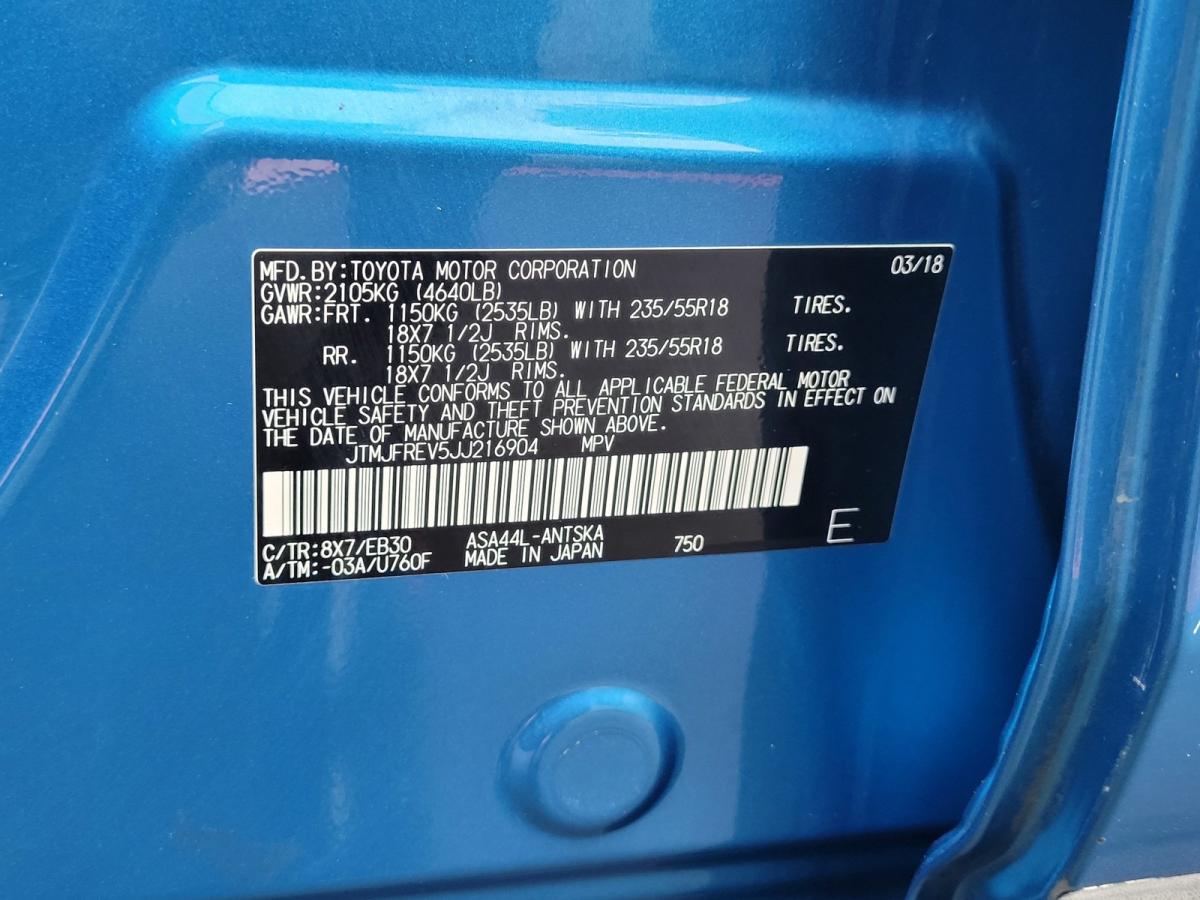 MFD.BY:TOYOTA MOTOR CORPORATION 03/18
GVWR:2105KG (4640LB)
GAWR:FRT. 1150KG (2535LB) WITH 235/55R18 TIRES.
18X7 1/2J RIMS.
RR. 1150KG (2535LB) WITH 235/55R18 TIRES.
18X7 1/2J RIMS.
THIS VEHICLE CONFORMS TO ALL APPLICABLE FEDERAL MOTOR
VEHICLE SAFETY AND THEFT PREVENTION STANDARDS IN EFFECT ON
THE DATE OF MANUFACTURE SHOWN ABOVE.
JTMJFREV5JJ216904 MPV
C/TR:8X7/EB30 ASA44L-ANTSKA 750 E
A/TM:-03A/U760F MADE IN JAPAN